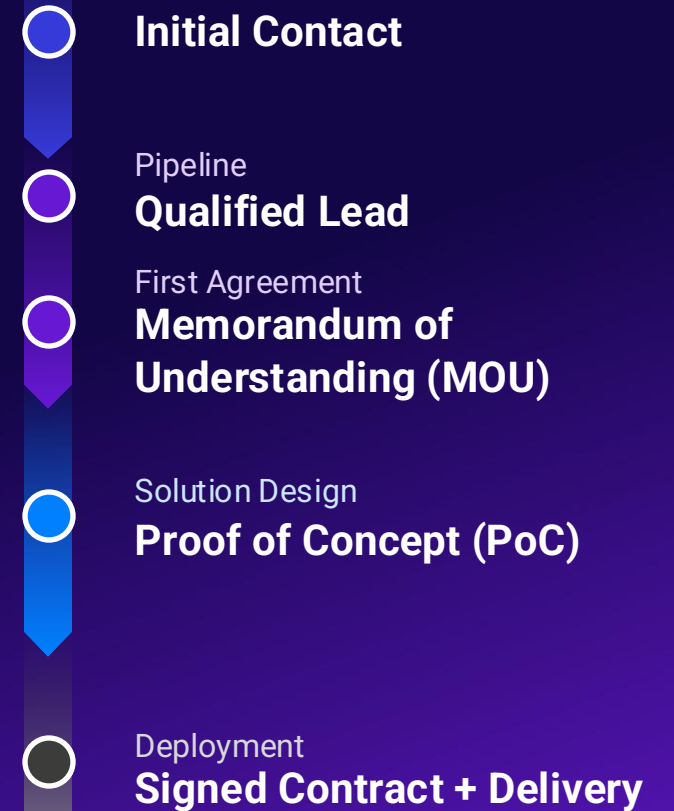 Initial Contact
Pipeline
Qualified Lead
First Agreement
Memorandum of
Understanding (MOU)
Solution Design
Proof of Concept (PoC)
Deployment
Signed Contract + Delivery